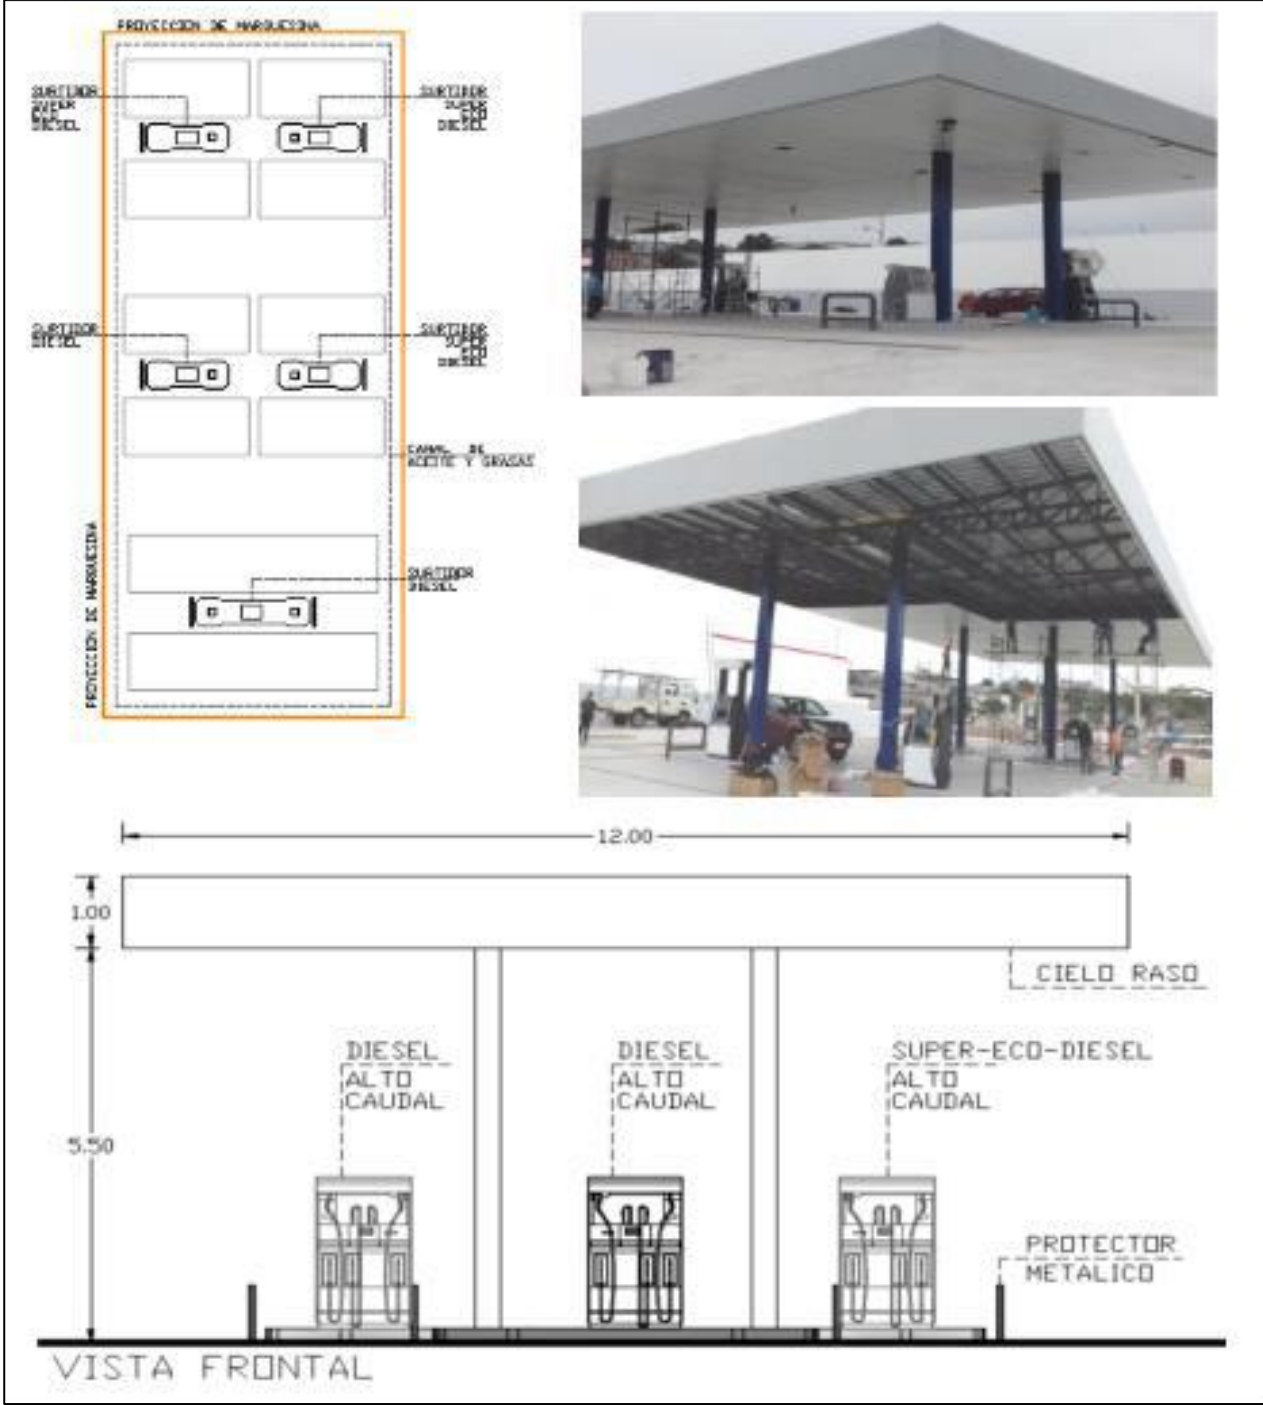 PROYECCION DE MARQUESINA
SURTIDOR
SUPER
ECO
DIESEL
SURTIDOR
SUPER
ECO
DIESEL
SURTIDOR
DIESEL
SURTIDOR
SUPER
ECO
DIESEL
CANAL DE
ACEITE Y GRASAS
PROYECCION DE MARQUESINA
SURTIDOR
DIESEL
12.00
1.00
CIELO RASO
DIESEL
ALTO
CAUDAL
DIESEL
ALTO
CAUDAL
SUPER-ECO-DIESEL
ALTO
CAUDAL
5.50
PROTECTOR
METALICO
VISTA FRONTAL